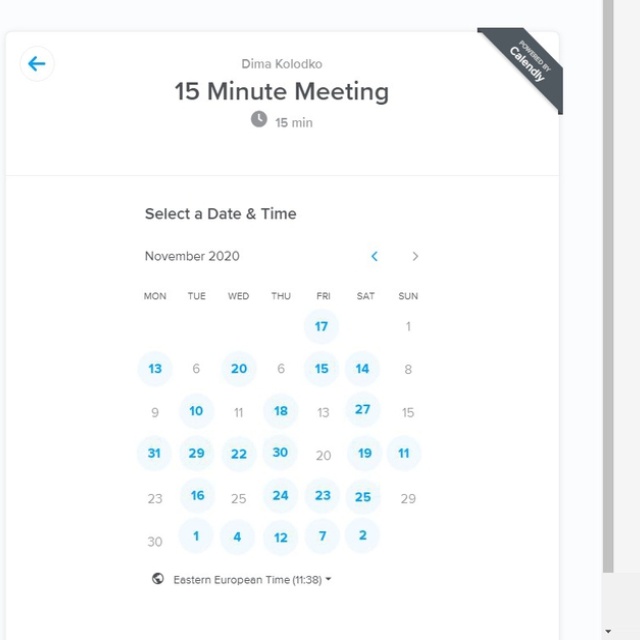 POWERED BY
Calendly
Dima Kolodko
15 Minute Meeting
15 min
Select a Date & Time
November 2020
MON TUE WED THU FRI SAT SUN
17 1
13 6 20 6 15 14 8
9 10 11 18 13 27 15
31 29 22 30 20 19 11
23 16 25 24 23 25 29
30 1 4 12 7 2
Eastern European Time (11:38)